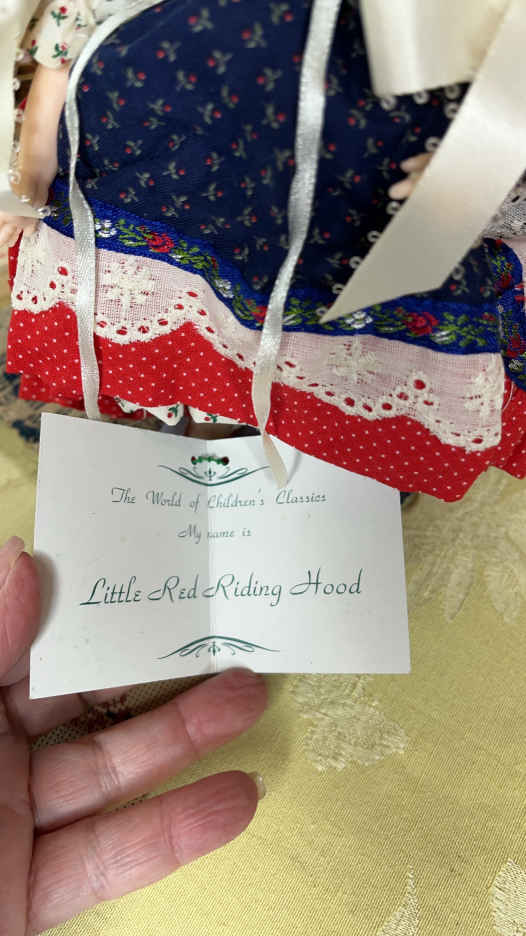 The World of Children's Classics
My name is
Little Red Riding Hood